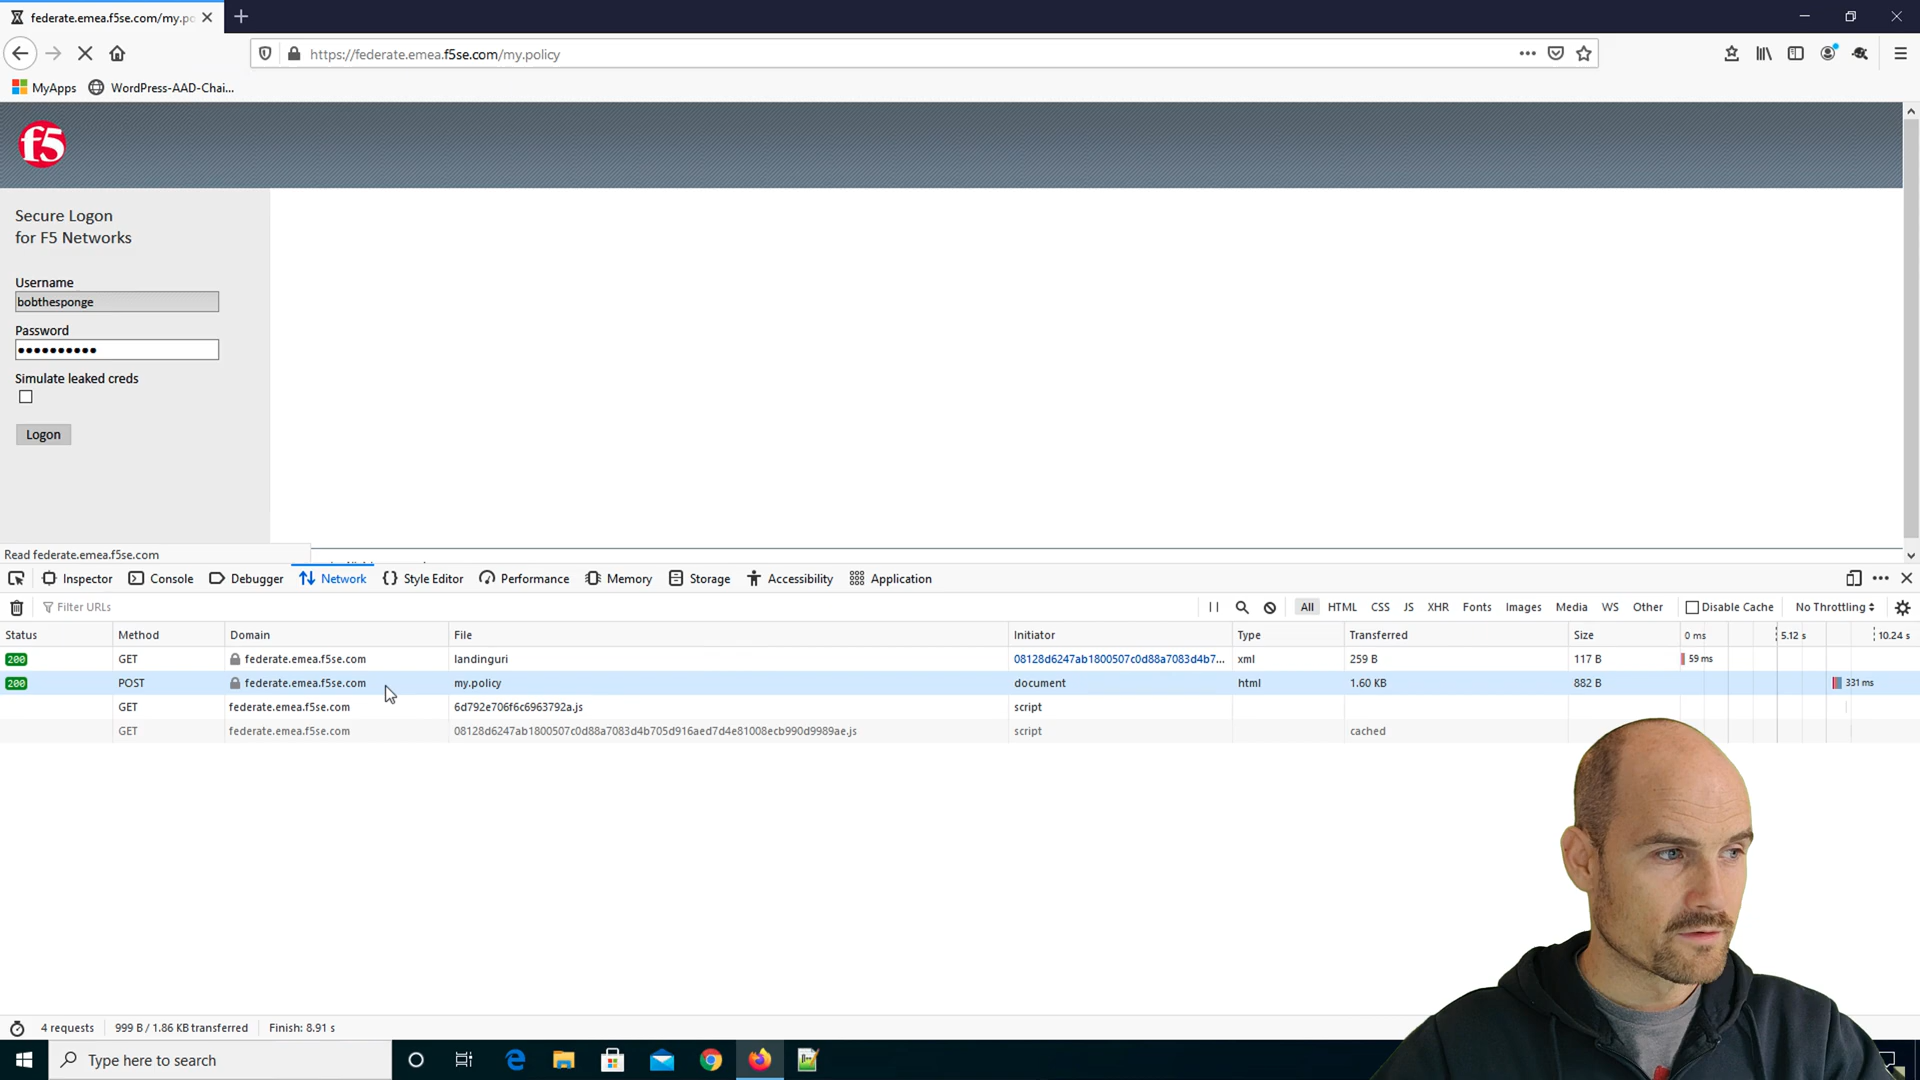 federate.emea.f5se.com/my.po
https://federate.emea.f5se.com/my.policy
MyApps
WordPress-AAD-Chai...
f5
Secure Logon
for F5 Networks
Username
bobthesponge
Password
Simulate leaked creds
Logon
Read federate.emea.f5se.com
Inspector Console Debugger Network Style Editor Performance Memory Storage Accessibility Application
Filter URLs All HTML CSS JS XHR Fonts Images Media WS Other Disable Cache No Throttling
Status Method Domain File Initiator Type Transferred Size 0 ms 5.12 s 10.24 s
200 GET federate.emea.f5se.com landinguri 08128d6247ab1800507c0d88a7083d4b7... xml 259 B 117 B 59 ms
200 POST federate.emea.f5se.com my.policy document html 1.60 KB 882 B 331 ms
GET federate.emea.f5se.com 6d792e706f6c6963792a.js script
GET federate.emea.f5se.com 08128d6247ab1800507c0d88a7083d4b705d916aed7d4e81008ecb990d9989ae.js script cached
4 requests 999 B / 1.86 KB transferred Finish: 8.91 s
Type here to search